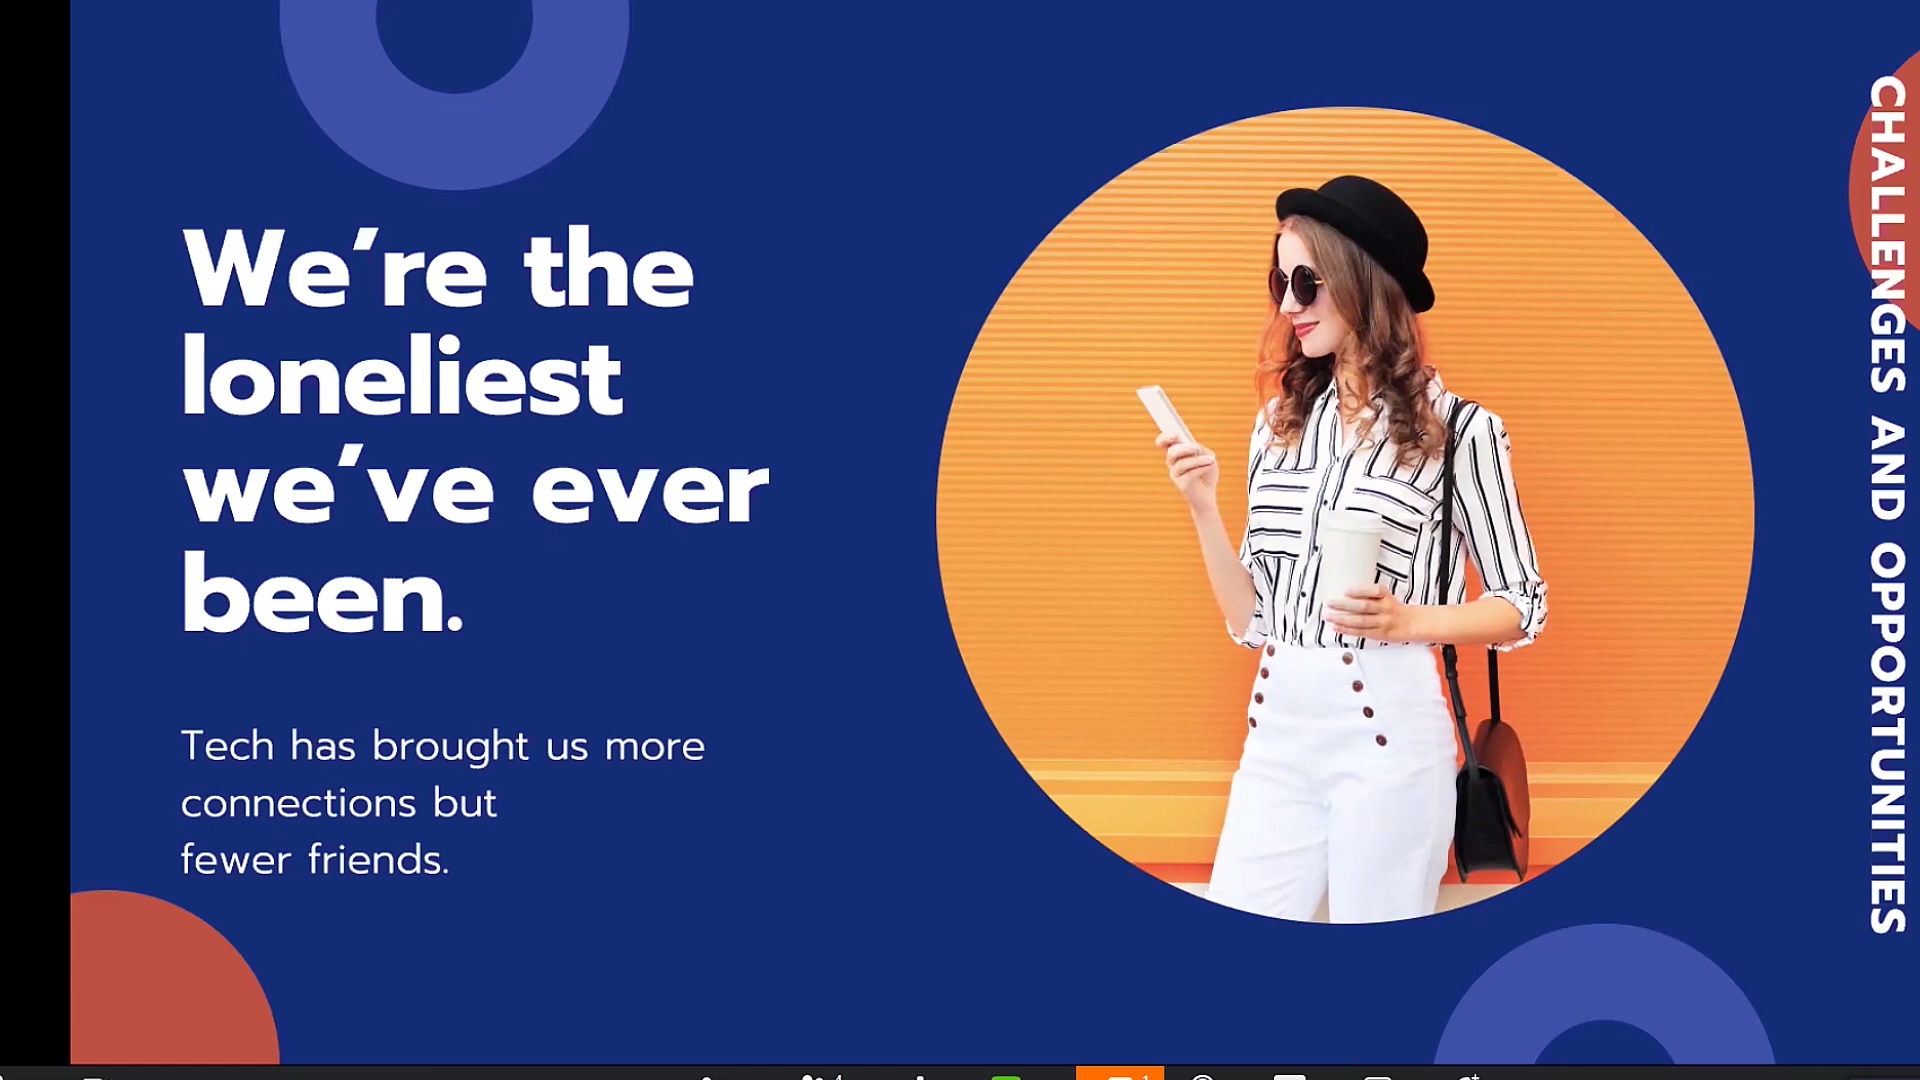 We're the
loneliest
we've ever
been.
Tech has brought us more
connections but
fewer friends.
CHALLENGES AND OPPORTUNITIES